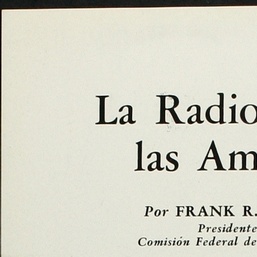 La Radio
las Am
Por FRANK R.
Presidente
Comisión Federal de